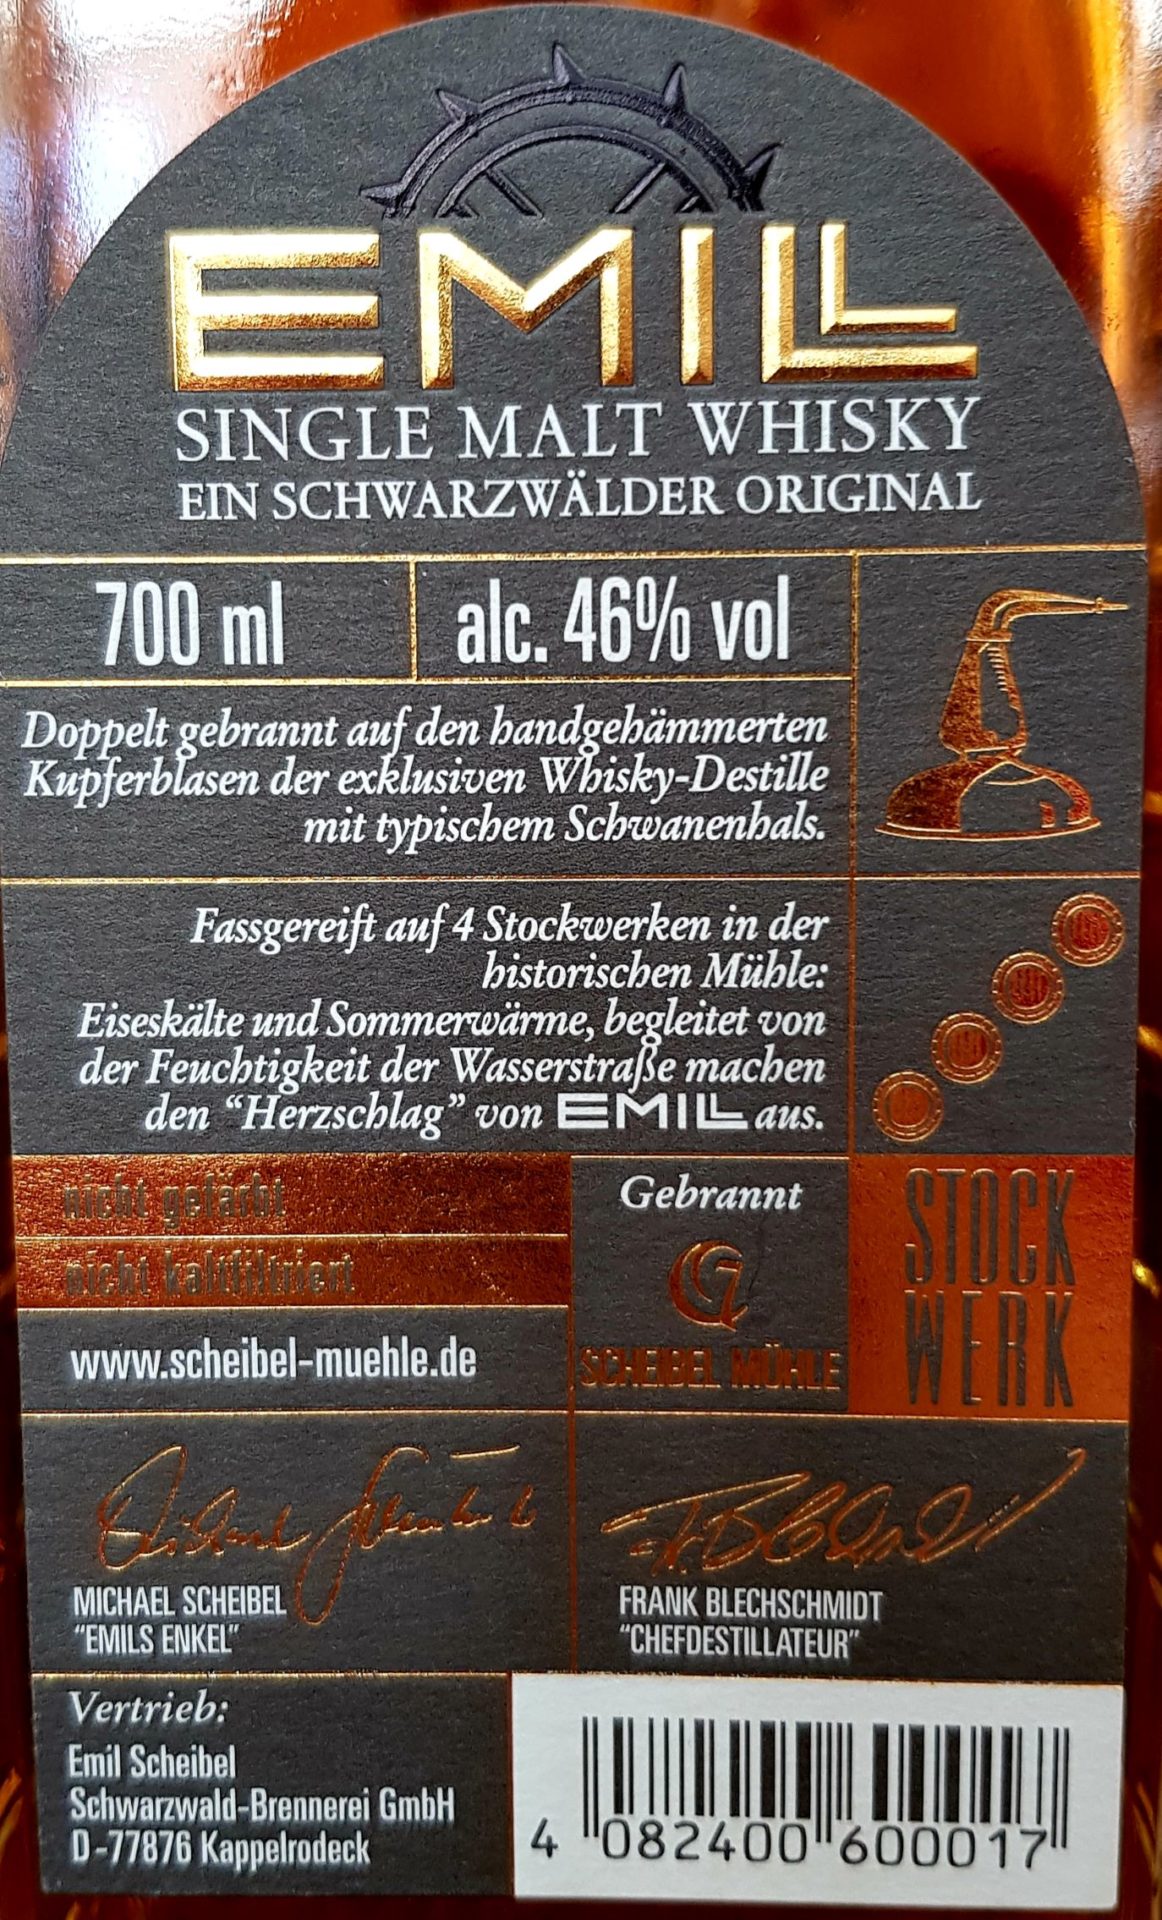 EMILL
SINGLE MALT WHISKY
EIN SCHWARZWÄLDER ORIGINAL
700 ml
alc. 46% vol
Doppelt gebrannt auf den handgehämmerten
Kupferblasen der exklusiven Whisky-Destille
mit typischem Schwanenhals.
Fassgereift auf 4 Stockwerken in der
historischen Mühle:
Eiseskälte und Sommerwärme, begleitet von
der Feuchtigkeit der Wasserstraße machen
den “Herzschlag” von EMILL aus.
nicht gefärbt
nicht kaltfiltriert
www.scheibel-muehle.de
Gebrannt
SCHEIBEL MÜHLE
STOCK
WERK
MICHAEL SCHEIBEL
“EMILS ENKEL”
FRANK BLECHSCHMIDT
“CHEFDESTILLATEUR”
Vertrieb:
Emil Scheibel
Schwarzwald-Brennerei GmbH
D-77876 Kappelrodeck
4 082400 600017